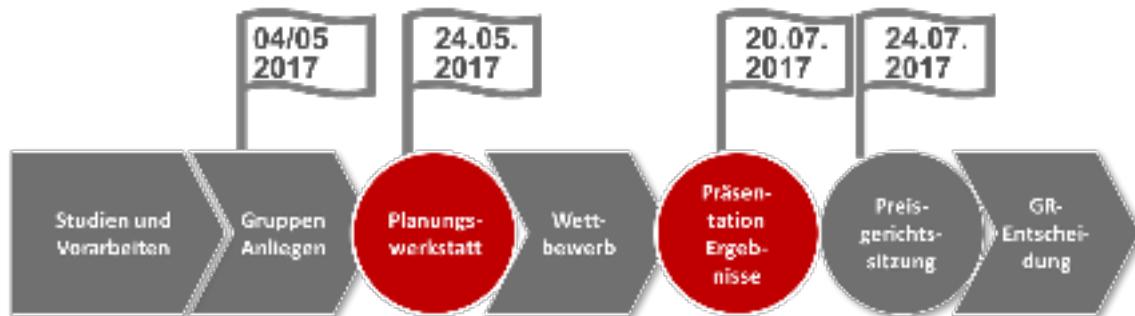 04/05
2017
24.05.
2017
20.07.
2017
24.07.
2017
Studien und
Vorarbeiten
Gruppen
Anliegen
Planungs-
werkstatt
Wett-
bewerb
Präsen-
tation
Ergeb-
nisse
Preis-
gerichts-
sitzung
GR-
Entschei-
dung